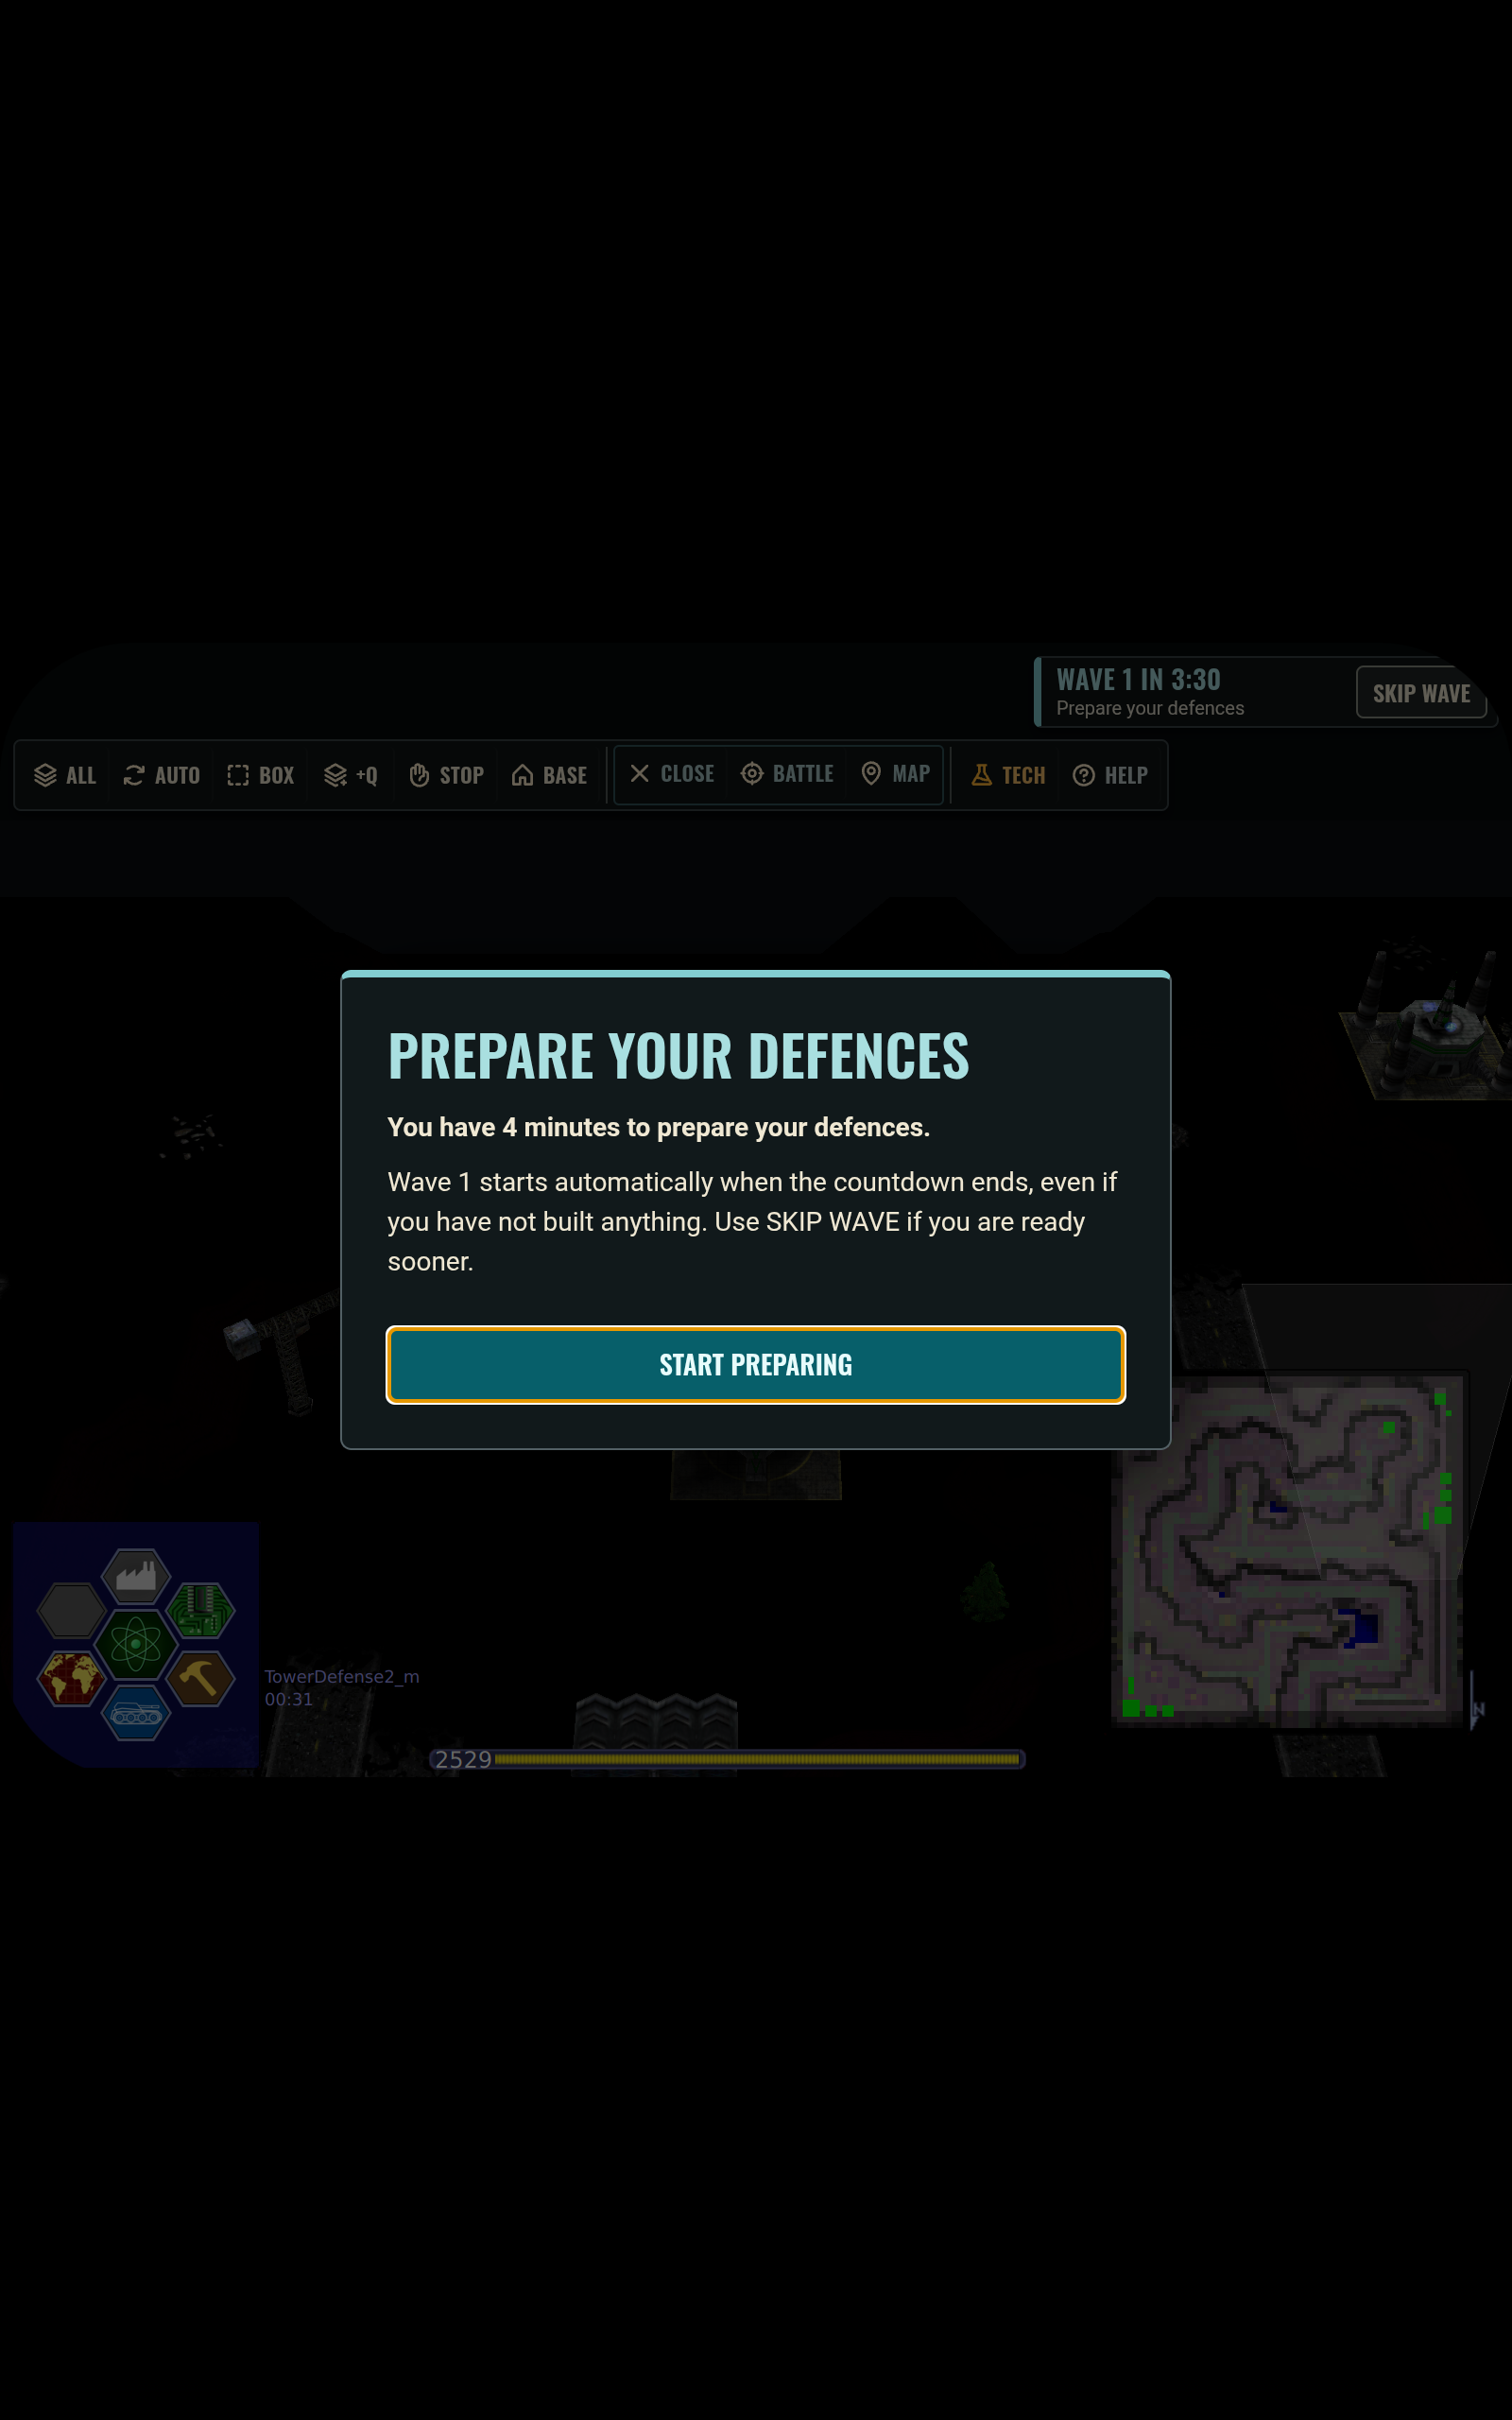 WAVE 1 IN 3:30
Prepare your defences
SKIP WAVE
ALL AUTO BOX +Q STOP BASE CLOSE BATTLE MAP TECH HELP
PREPARE YOUR DEFENCES
You have 4 minutes to prepare your defences.
Wave 1 starts automatically when the countdown ends, even if
you have not built anything. Use SKIP WAVE if you are ready
sooner.
START PREPARING
TowerDefense2_m
00:31
N
2529